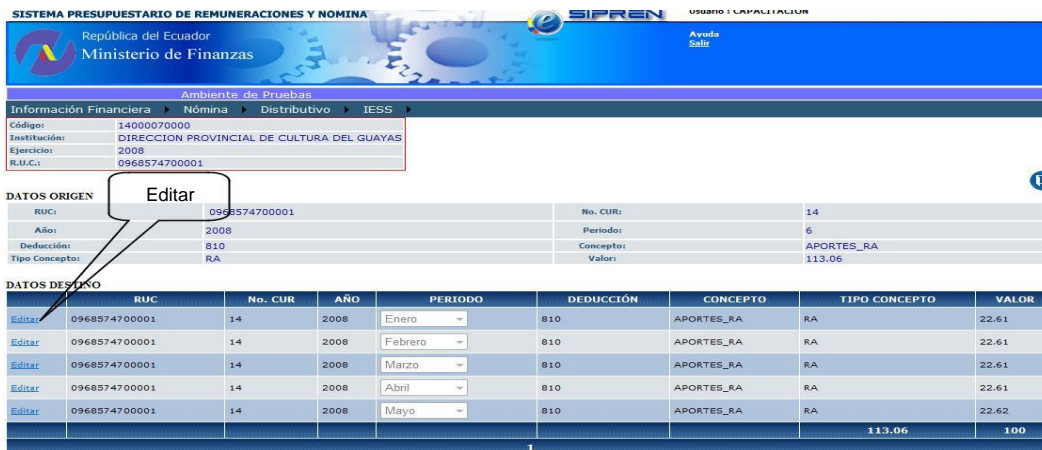 SISTEMA PRESUPUESTARIO DE REMUNERACIONES Y NOMINA
e SIPREN
Usuario : CAPACITACION
República del Ecuador
Ministerio de Finanzas
Ayuda
Salir
Ambiente de Pruebas
Información Financiera Nómina Distributivo IESS
Código: 14000070000
Institución: DIRECCION PROVINCIAL DE CULTURA DEL GUAYAS
Ejercicio: 2008
R.U.C.: 0968574700001
Editar
DATOS ORIGEN
RUC: 0968574700001 No. CUR: 14
Año: 2008 Periodo: 6
Deducción: 810 Concepto: APORTES_RA
Tipo Concepto: RA Valor: 113.06
DATOS DESTINO
RUC No. CUR AÑO PERIODO DEDUCCIÓN CONCEPTO TIPO CONCEPTO VALOR
Editar 0968574700001 14 2008 Enero 810 APORTES_RA RA 22.61
Editar 0968574700001 14 2008 Febrero 810 APORTES_RA RA 22.61
Editar 0968574700001 14 2008 Marzo 810 APORTES_RA RA 22.61
Editar 0968574700001 14 2008 Abril 810 APORTES_RA RA 22.61
Editar 0968574700001 14 2008 Mayo 810 APORTES_RA RA 22.62
113.06 100
1